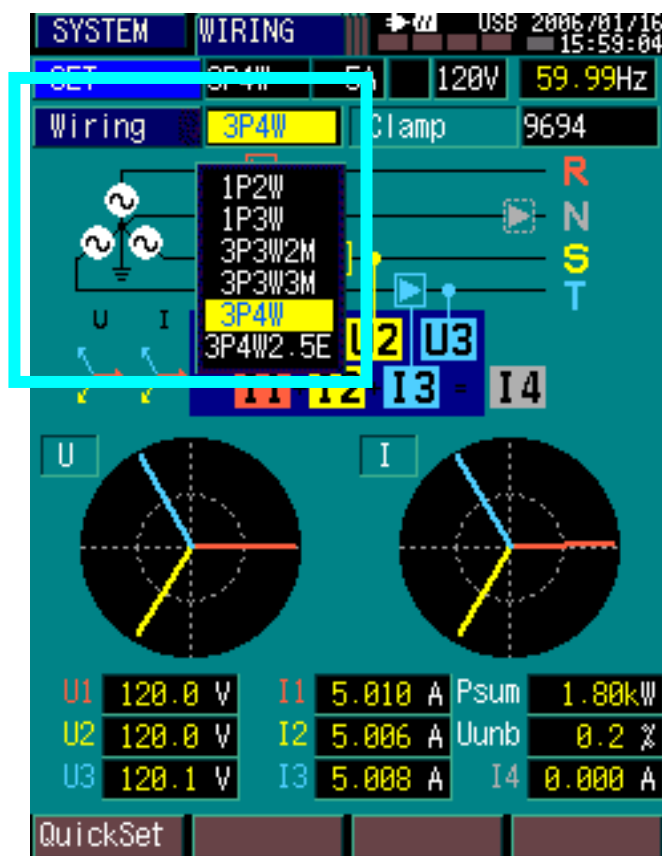 SYSTEM WIRING USB 2006/01/16
15:59:04
SET 3P4W 5A 120V 59.99Hz
Wiring 3P4W Clamp 9694
1P2W
1P3W
3P3W2M
3P3W3M
3P4W
3P4W2.5E
R
N
S
T
U I
U2 U3
I1 I2 I3 = I4
U I
U1 120.0 V I1 5.010 A Psum 1.80kW
U2 120.0 V I2 5.006 A Uunb 0.2 %
U3 120.1 V I3 5.008 A I4 0.000 A
QuickSet